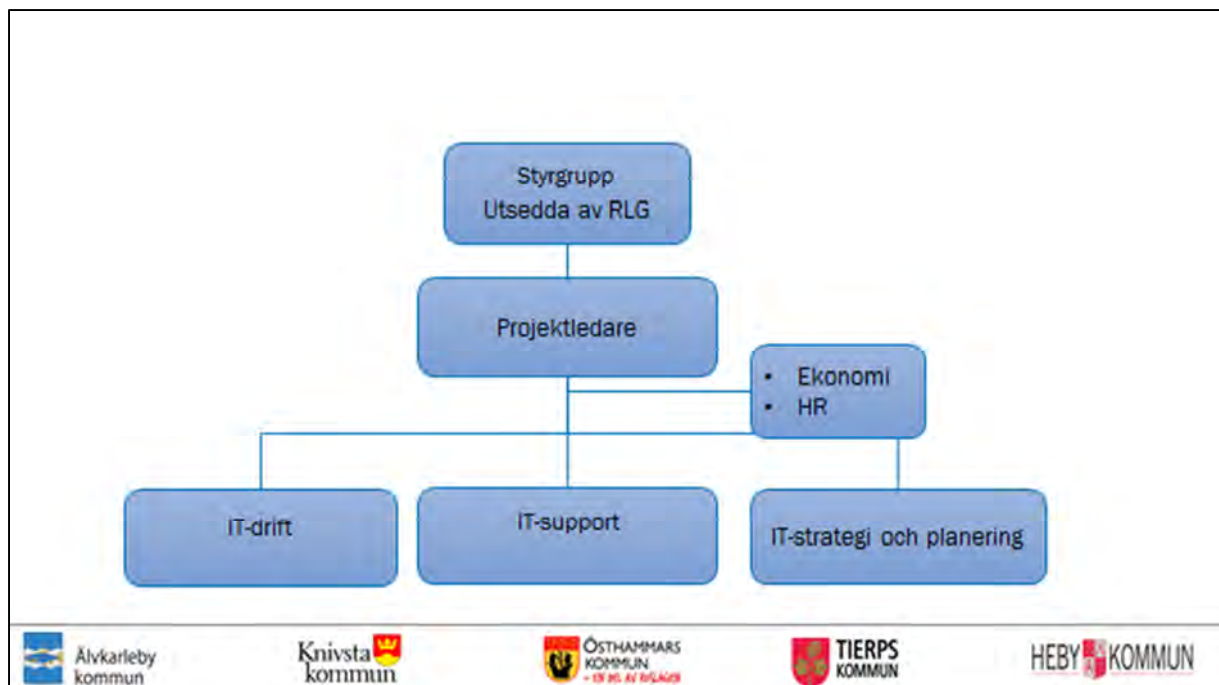 Styrgrupp
Utsedda av RLG
Projektledare
• Ekonomi
• HR
IT-drift
IT-support
IT-strategi och planering
Älvkarleby
kommun
Knivsta
kommun
ÖSTHAMMARS
KOMMUN
TIERPS
KOMMUN
HEBY KOMMUN